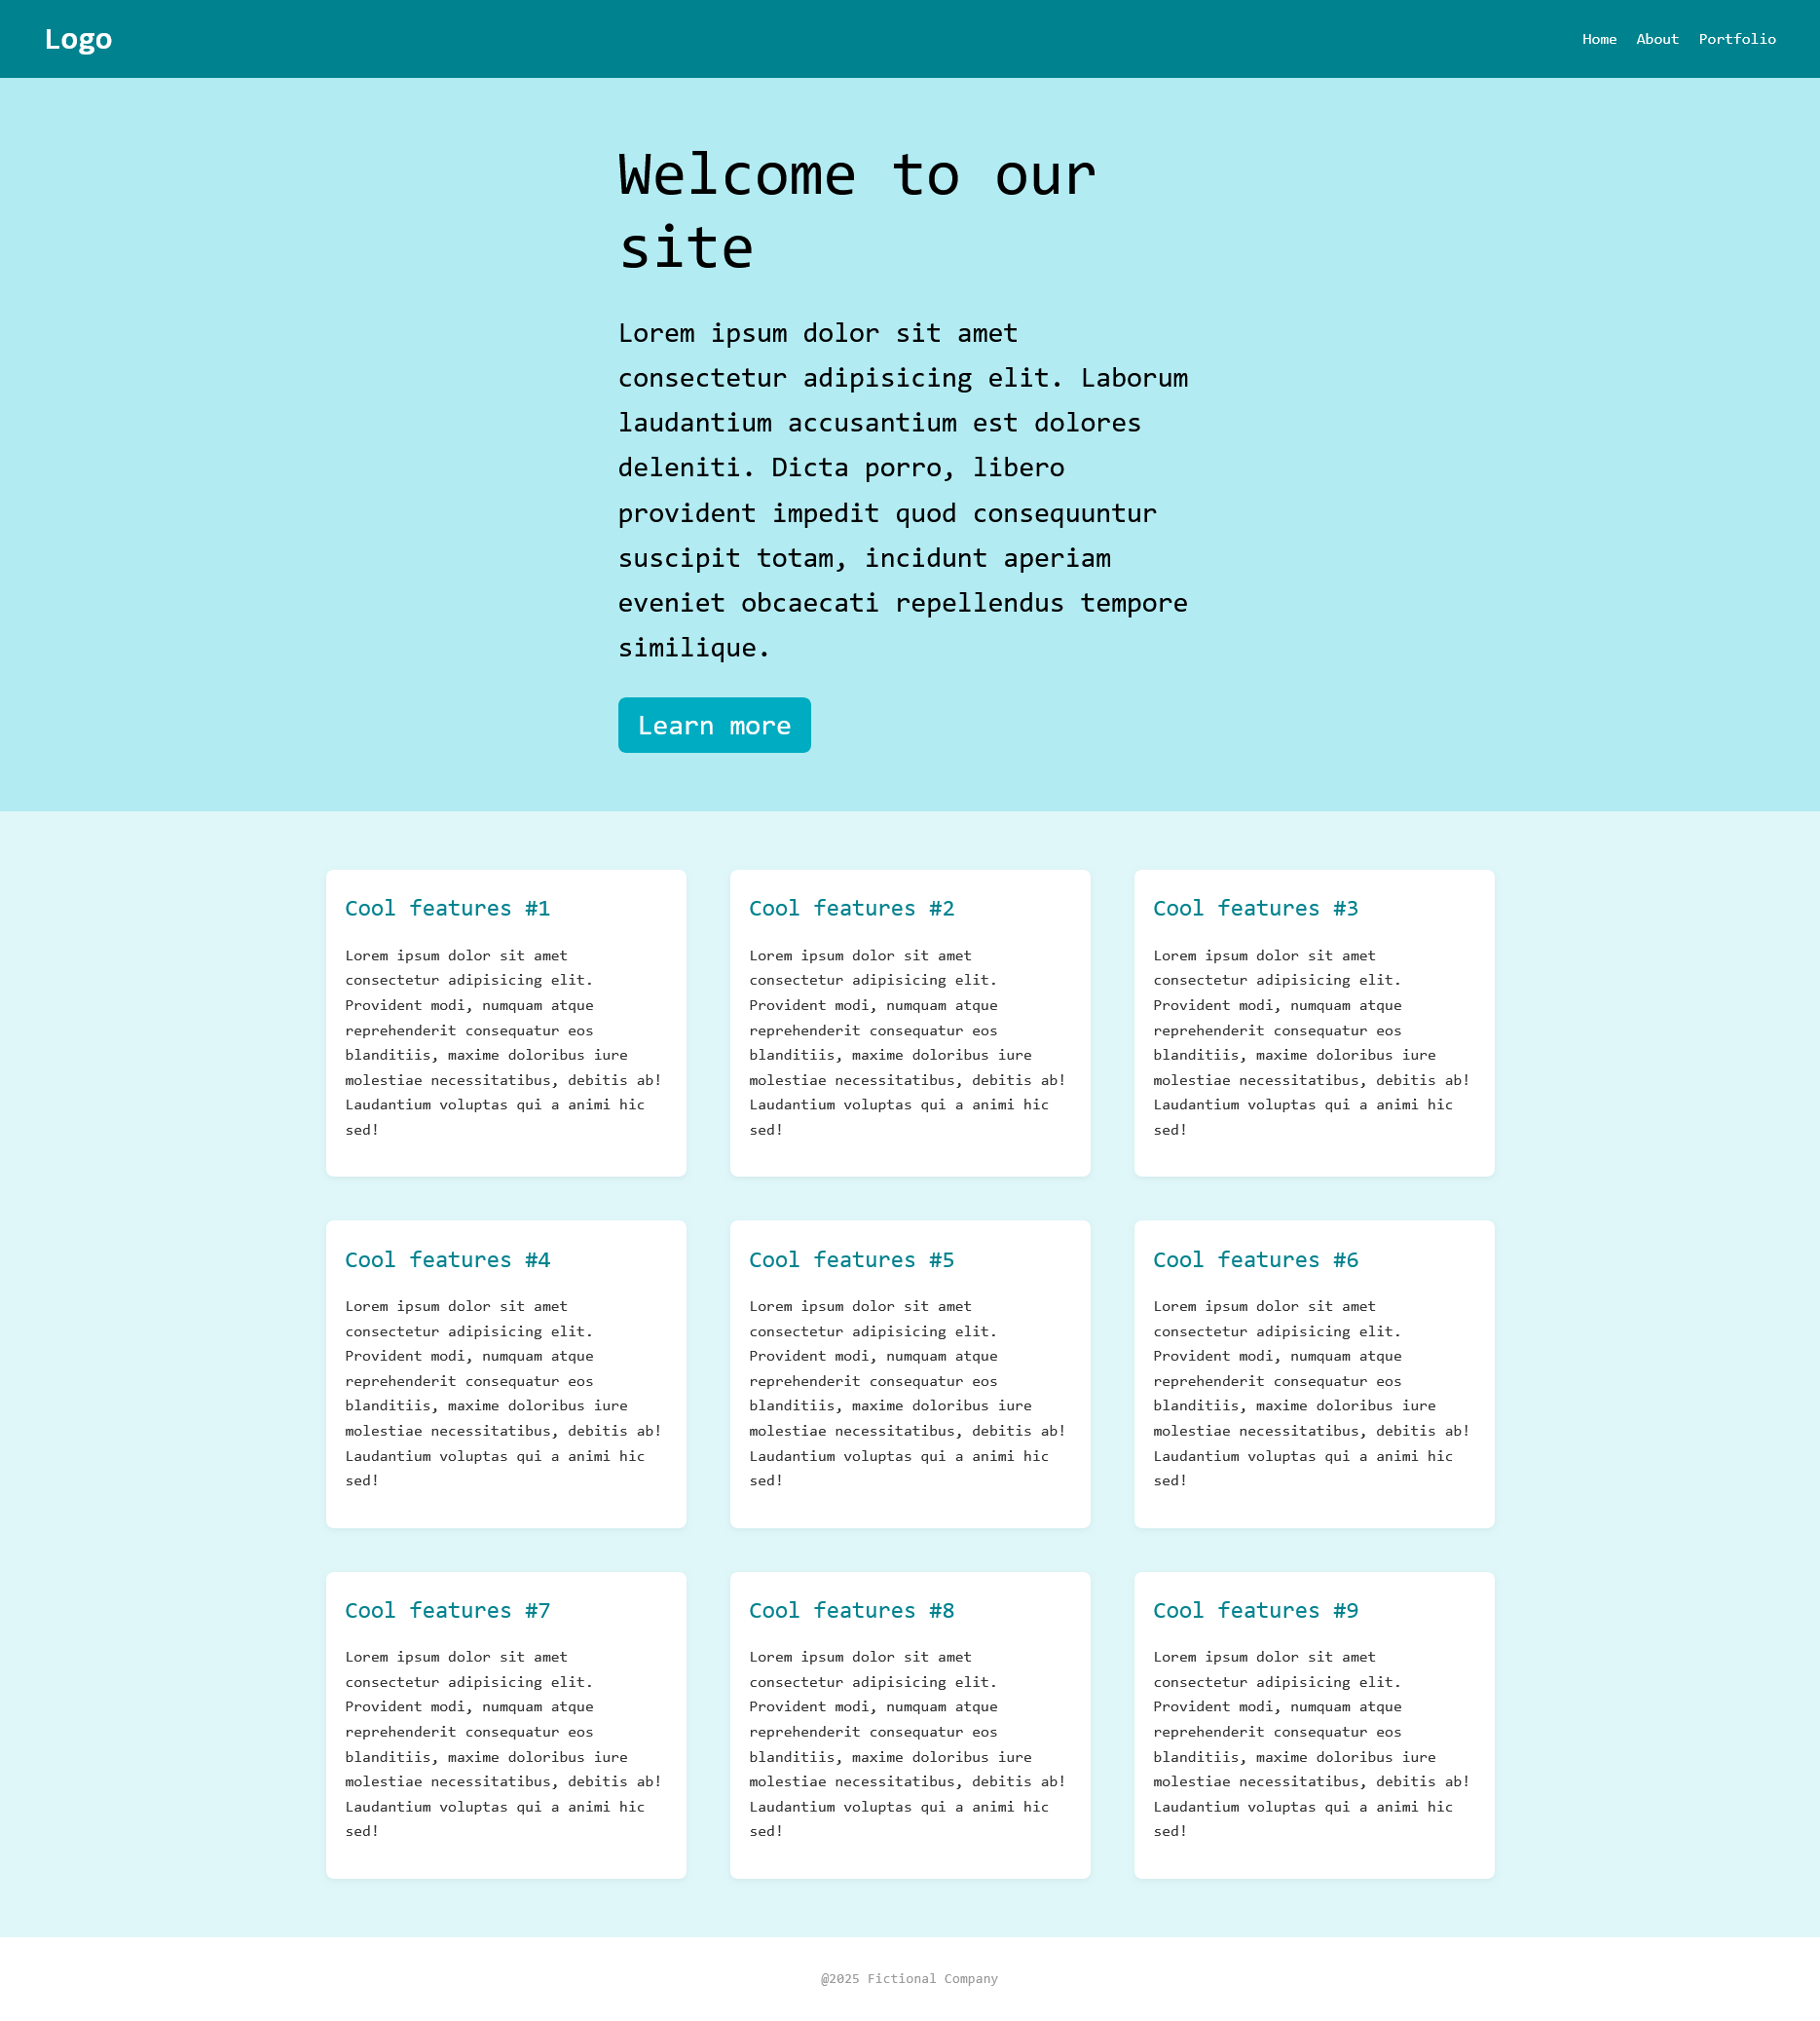 Logo
Home About Portfolio
Welcome to our
site
Lorem ipsum dolor sit amet
consectetur adipisicing elit. Laborum
laudantium accusantium est dolores
deleniti. Dicta porro, libero
provident impedit quod consequuntur
suscipit totam, incidunt aperiam
eveniet obcaecati repellendus tempore
similique.
Learn more
Cool features #1
Lorem ipsum dolor sit amet
consectetur adipisicing elit.
Provident modi, numquam atque
reprehenderit consequatur eos
blanditiis, maxime doloribus iure
molestiae necessitatibus, debitis ab!
Laudantium voluptas qui a animi hic
sed!
Cool features #2
Lorem ipsum dolor sit amet
consectetur adipisicing elit.
Provident modi, numquam atque
reprehenderit consequatur eos
blanditiis, maxime doloribus iure
molestiae necessitatibus, debitis ab!
Laudantium voluptas qui a animi hic
sed!
Cool features #3
Lorem ipsum dolor sit amet
consectetur adipisicing elit.
Provident modi, numquam atque
reprehenderit consequatur eos
blanditiis, maxime doloribus iure
molestiae necessitatibus, debitis ab!
Laudantium voluptas qui a animi hic
sed!
Cool features #4
Lorem ipsum dolor sit amet
consectetur adipisicing elit.
Provident modi, numquam atque
reprehenderit consequatur eos
blanditiis, maxime doloribus iure
molestiae necessitatibus, debitis ab!
Laudantium voluptas qui a animi hic
sed!
Cool features #5
Lorem ipsum dolor sit amet
consectetur adipisicing elit.
Provident modi, numquam atque
reprehenderit consequatur eos
blanditiis, maxime doloribus iure
molestiae necessitatibus, debitis ab!
Laudantium voluptas qui a animi hic
sed!
Cool features #6
Lorem ipsum dolor sit amet
consectetur adipisicing elit.
Provident modi, numquam atque
reprehenderit consequatur eos
blanditiis, maxime doloribus iure
molestiae necessitatibus, debitis ab!
Laudantium voluptas qui a animi hic
sed!
Cool features #7
Lorem ipsum dolor sit amet
consectetur adipisicing elit.
Provident modi, numquam atque
reprehenderit consequatur eos
blanditiis, maxime doloribus iure
molestiae necessitatibus, debitis ab!
Laudantium voluptas qui a animi hic
sed!
Cool features #8
Lorem ipsum dolor sit amet
consectetur adipisicing elit.
Provident modi, numquam atque
reprehenderit consequatur eos
blanditiis, maxime doloribus iure
molestiae necessitatibus, debitis ab!
Laudantium voluptas qui a animi hic
sed!
Cool features #9
Lorem ipsum dolor sit amet
consectetur adipisicing elit.
Provident modi, numquam atque
reprehenderit consequatur eos
blanditiis, maxime doloribus iure
molestiae necessitatibus, debitis ab!
Laudantium voluptas qui a animi hic
sed!
@2025 Fictional Company